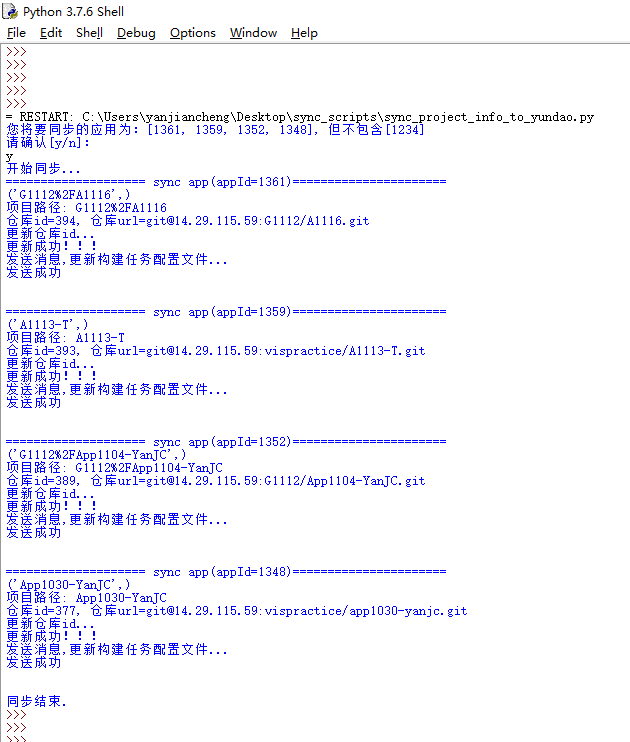 Python 3.7.6 Shell
File Edit Shell Debug Options Window Help
>>>
>>>
>>>
>>>
>>>
= RESTART: C:\Users\yanjiancheng\Desktop\sync_scripts\sync_project_info_to_yundao.py
您将要同步的应用为: [1361, 1359, 1352, 1348], 但不包含[1234]
请确认[y/n]:
y
开始同步...
==================== sync app(appId=1361)======================
('G1112%2FA1116',)
项目路径: G1112%2FA1116
仓库id=394, 仓库url=git@14.29.115.59:G1112/A1116.git
更新仓库id...
更新成功！！！
发送消息,更新构建任务配置文件...
发送成功
==================== sync app(appId=1359)======================
('A1113-T',)
项目路径: A1113-T
仓库id=393, 仓库url=git@14.29.115.59:vispractice/A1113-T.git
更新仓库id...
更新成功！！！
发送消息,更新构建任务配置文件...
发送成功
==================== sync app(appId=1352)======================
('G1112%2FApp1104-YanJC',)
项目路径: G1112%2FApp1104-YanJC
仓库id=389, 仓库url=git@14.29.115.59:G1112/App1104-YanJC.git
更新仓库id...
更新成功！！！
发送消息,更新构建任务配置文件...
发送成功
==================== sync app(appId=1348)======================
('App1030-YanJC',)
项目路径: App1030-YanJC
仓库id=377, 仓库url=git@14.29.115.59:vispractice/app1030-yanjc.git
更新仓库id...
更新成功！！！
发送消息,更新构建任务配置文件...
发送成功
同步结束.
>>>
>>>
>>>